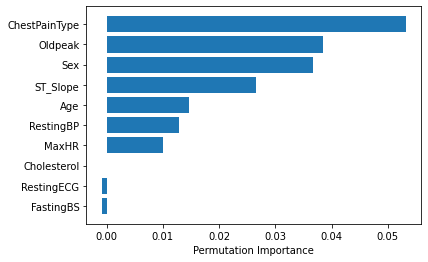 ChestPainType
Oldpeak
Sex
ST_Slope
Age
RestingBP
MaxHR
Cholesterol
RestingECG
FastingBS
0.00 0.01 0.02 0.03 0.04 0.05
Permutation Importance